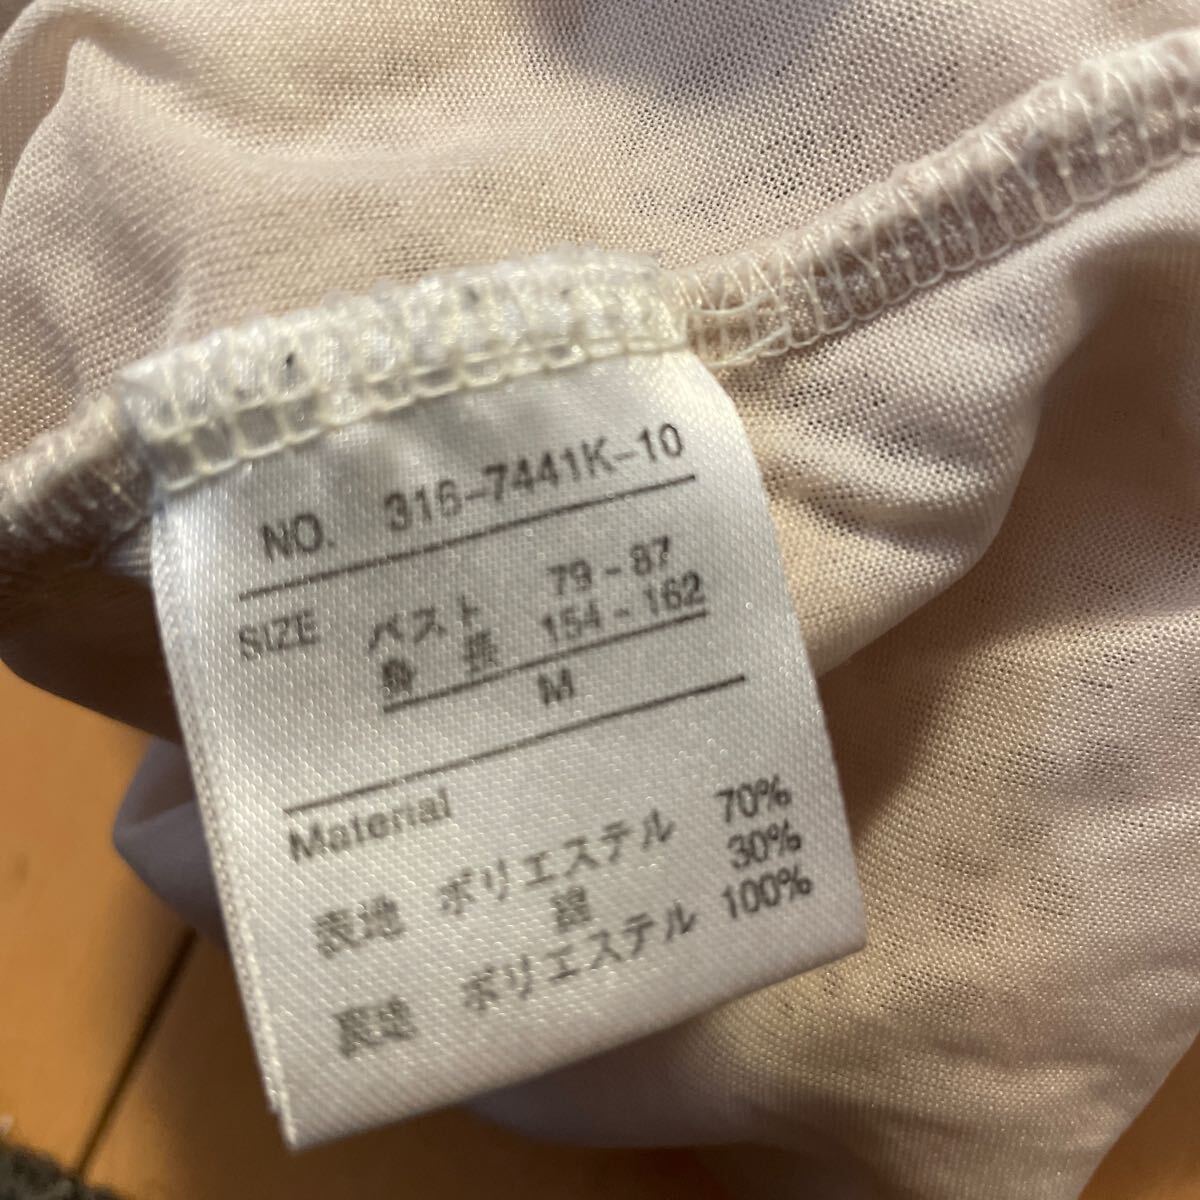 NO. 316-7441K-10
SIZE バスト 79-87
身長 154-162
M
Material
表地 ポリエステル 70%
綿 30%
裏地 ポリエステル 100%